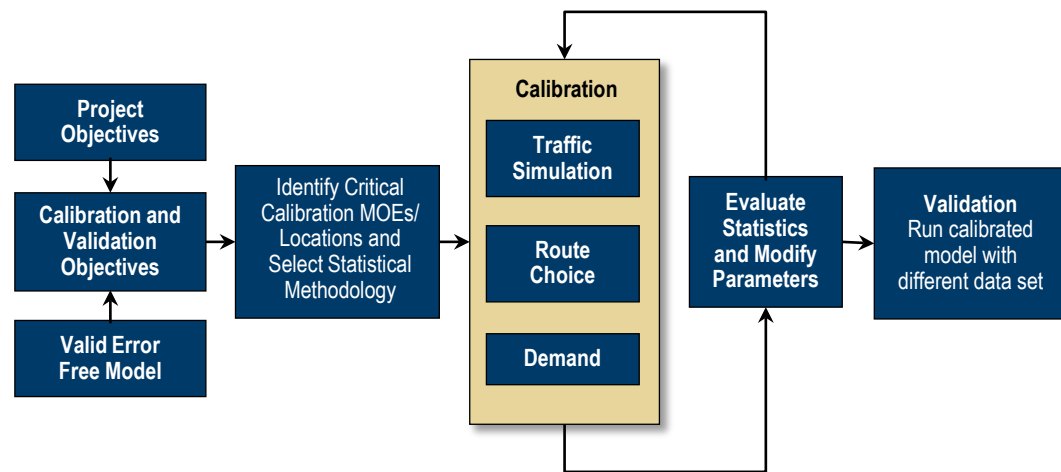 Project
Objectives
Calibration and
Validation
Objectives
Valid Error
Free Model
Identify Critical
Calibration MOEs/
Locations and
Select Statistical
Methodology
Calibration
Traffic
Simulation
Route
Choice
Demand
Evaluate
Statistics
and Modify
Parameters
Validation
Run calibrated
model with
different data set